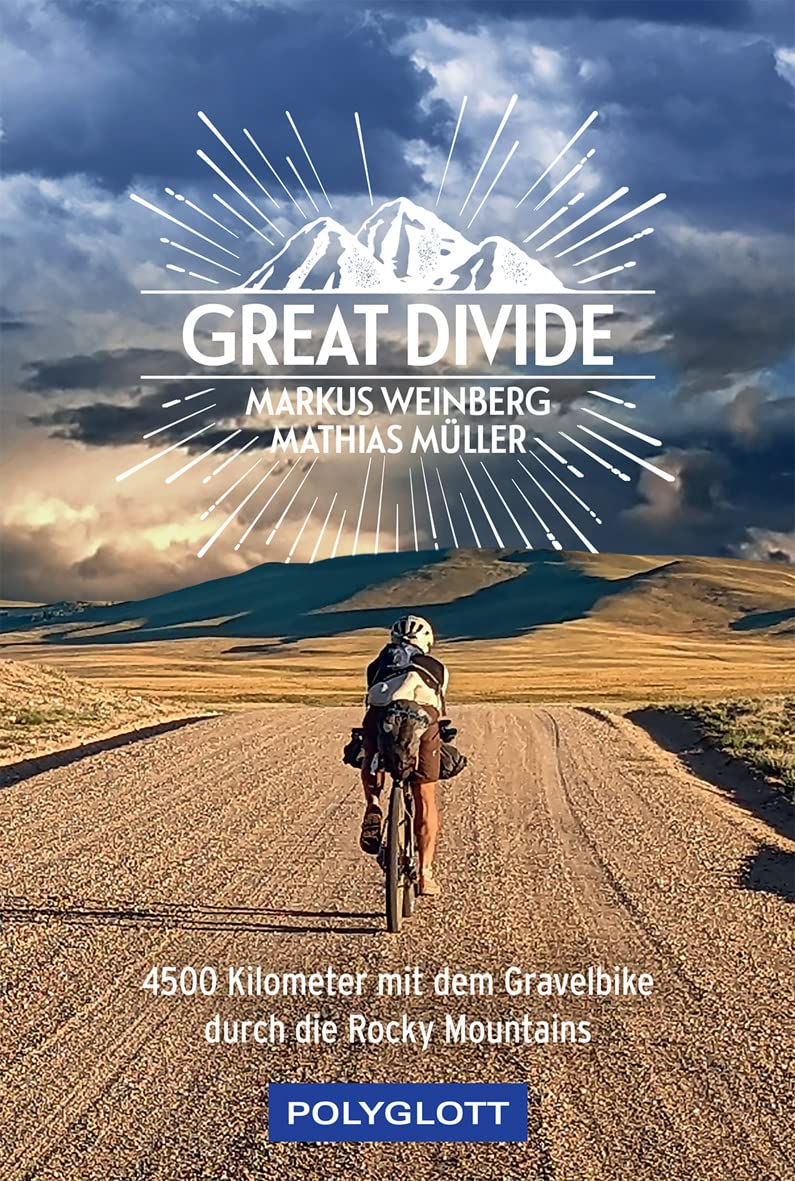 GREAT DIVIDE
MARKUS WEINBERG
MATHIAS MÜLLER
4500 Kilometer mit dem Gravelbike
durch die Rocky Mountains
POLYGLOTT